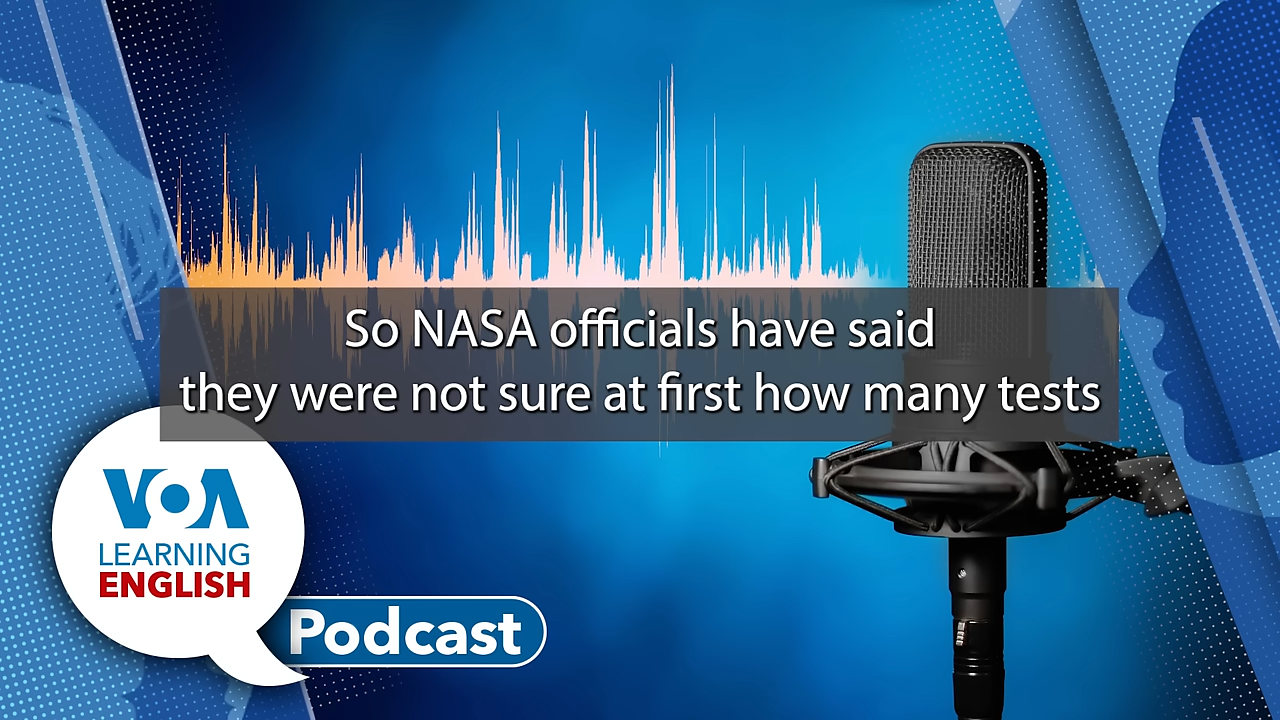 So NASA officials have said
they were not sure at first how many tests
VOA
LEARNING
ENGLISH
Podcast